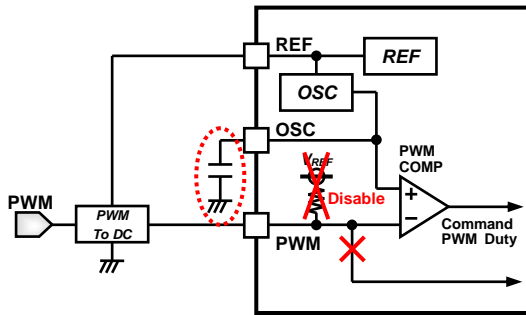 REF
REF
OSC
OSC
VREF
Disable
PWM
COMP
+
−
PWM
PWM
To DC
PWM
Command
PWM Duty